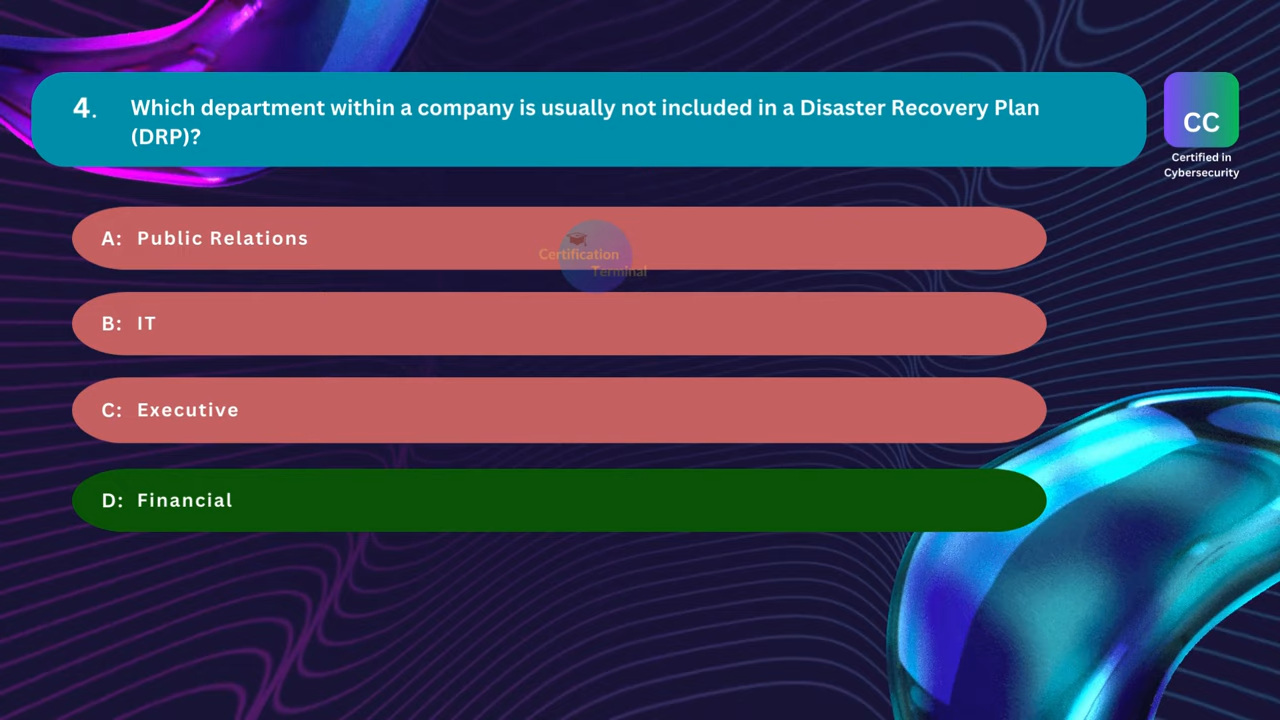 4. Which department within a company is usually not included in a Disaster Recovery Plan
(DRP)?
CC
Certified in
Cybersecurity
A: Public Relations
Certification
Terminal
B: IT
C: Executive
D: Financial